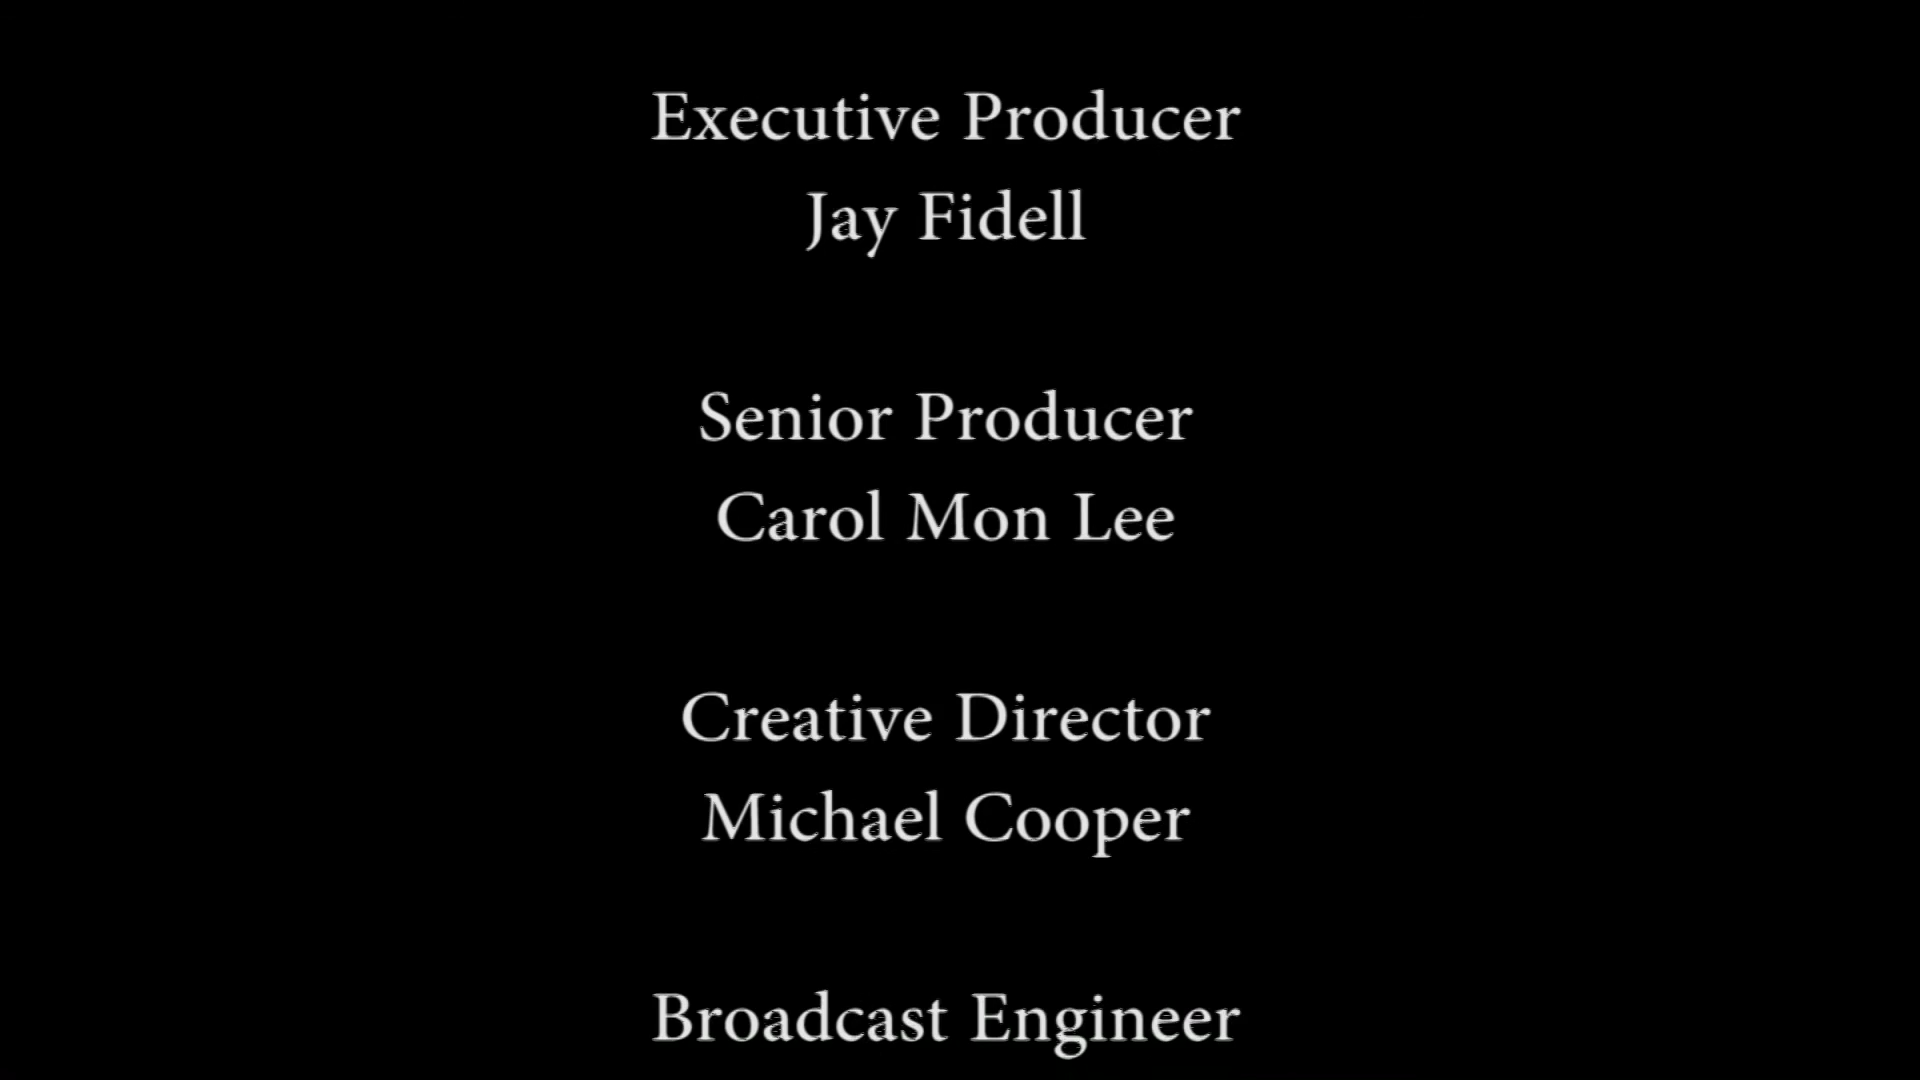 Executive Producer
Jay Fidell
Senior Producer
Carol Mon Lee
Creative Director
Michael Cooper
Broadcast Engineer